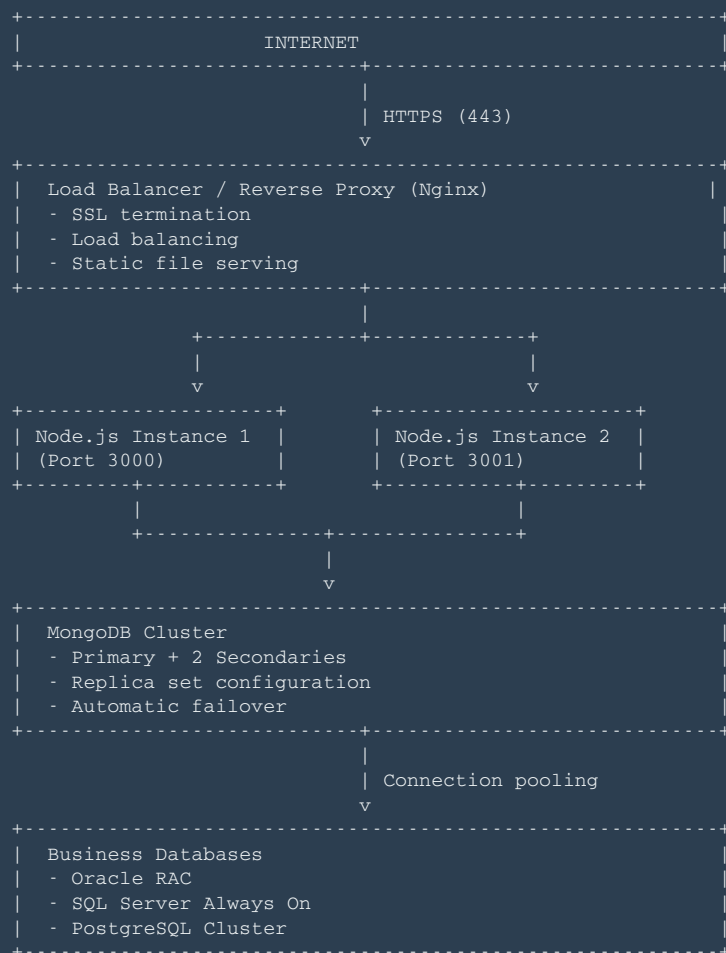 INTERNET
HTTPS (443)
v
Load Balancer / Reverse Proxy (Nginx)
- SSL termination
- Load balancing
- Static file serving
v v
Node.js Instance 1 Node.js Instance 2
(Port 3000) (Port 3001)
v
MongoDB Cluster
- Primary + 2 Secondaries
- Replica set configuration
- Automatic failover
Connection pooling
v
Business Databases
- Oracle RAC
- SQL Server Always On
- PostgreSQL Cluster